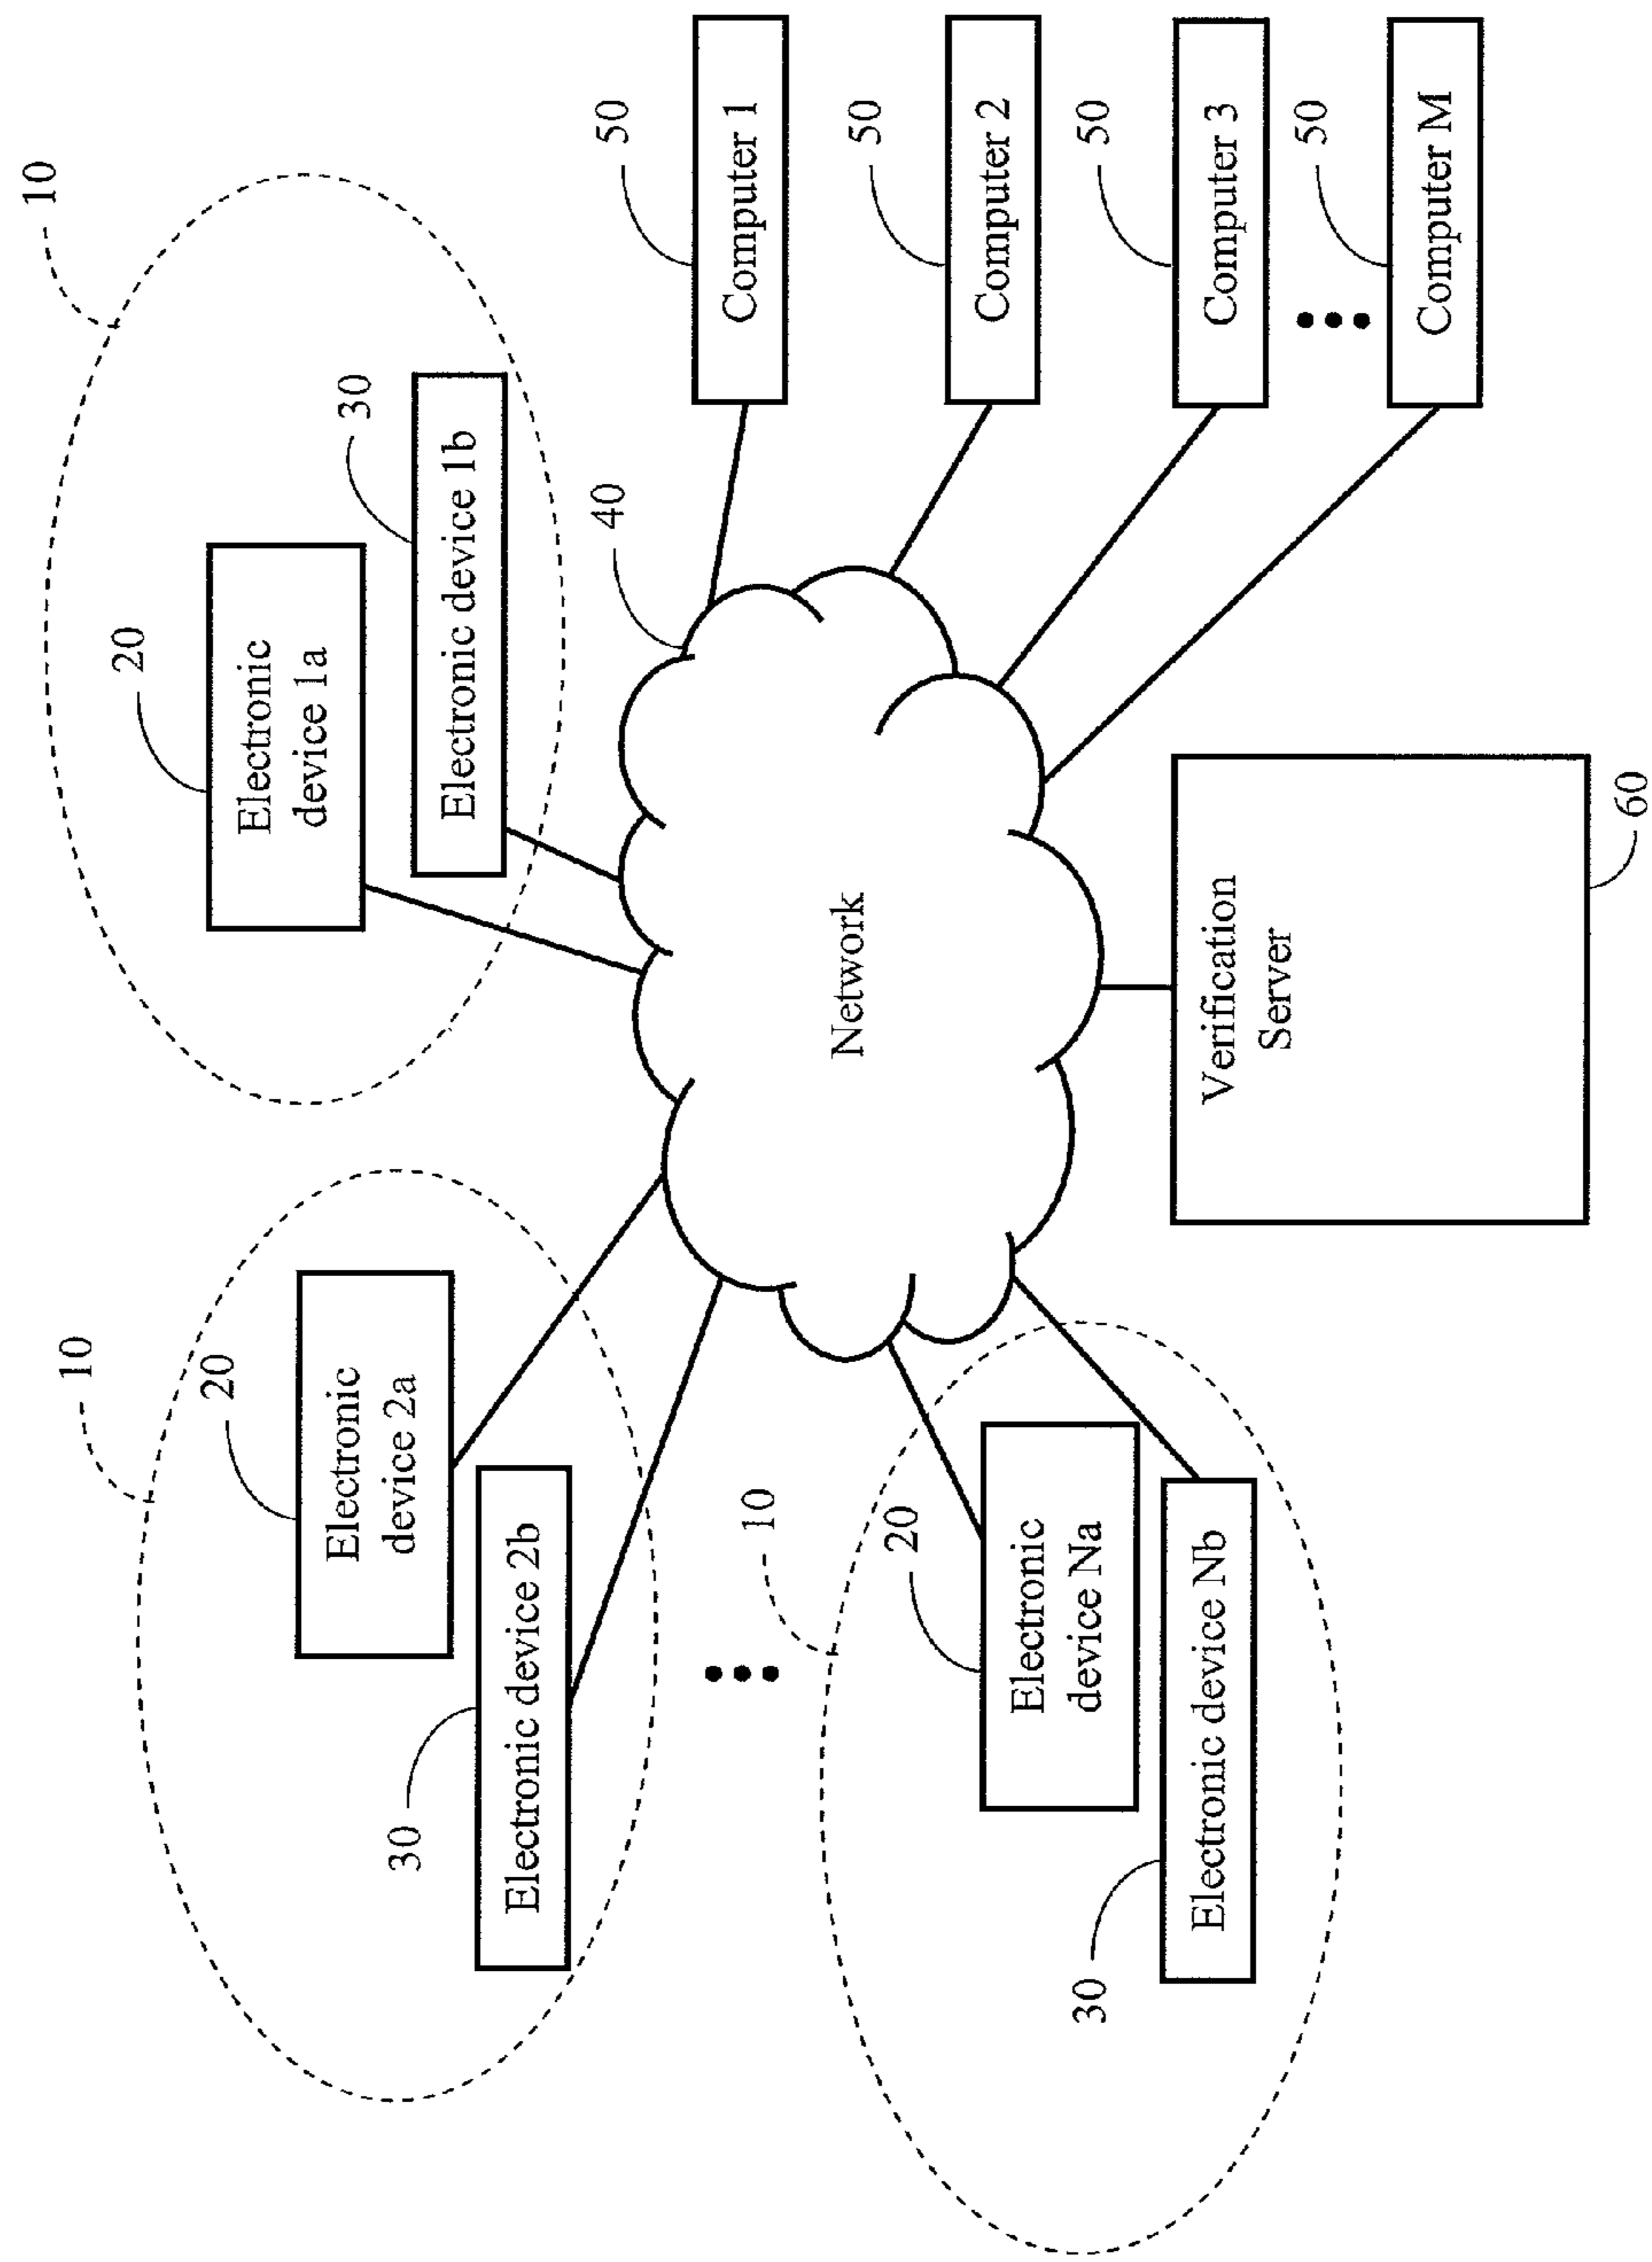 10
20
Electronic
device 1a
30
Electronic device 1b
10
20
Electronic
device 2a
30
Electronic device 2b
40
Network
50
Computer 1
50
Computer 2
50
Computer 3
50
Computer M
10
20
Electronic
device Na
30
Electronic device Nb
Verification
Server
60